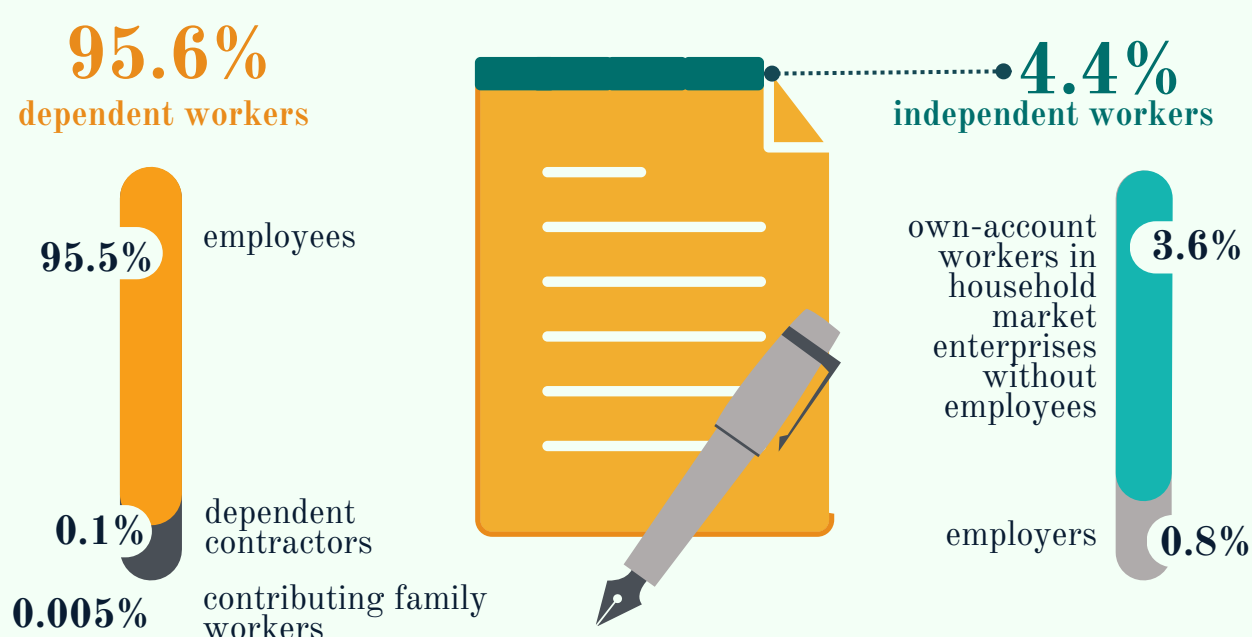 95.6%
dependent workers
95.5%
employees
0.1%
dependent
contractors
0.005%
contributing family
workers
4.4%
independent workers
own-account
workers in
household
market
enterprises
without
employees
3.6%
employers
0.8%